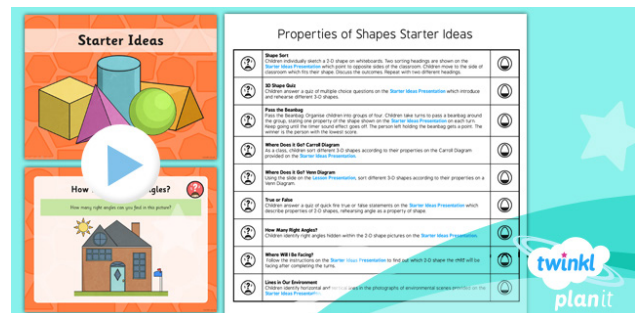 Starter Ideas
How
gles?
How many right angles can you find in this picture?
Properties of Shapes Starter Ideas
Shape Sort
Children individually sketch a 3-D shape on whiteboards. Two sorting headings are shown on the
Starter Ideas Presentation which point to opposite sides of the classroom. Children move to the side of
classroom which fits their shape. Discuss the outcomes. Repeat with two different headings.
3D Shape Quiz
Children answer a quiz of multiple choice questions on the Starter Ideas Presentation which introduce
and rehearse different 3-D shapes.
Pass the Beanbag
Pass the Beanbag: Organise children into groups of four. Children take turns to pass a beanbag around
the group, stating one property of the shape shown on the Starter Ideas Presentation on each turn.
Keep going until the timer sound effect goes off. The person left holding the beanbag gets a point. The
winner is the person with the lowest score.
Where Does it Go? Carroll Diagram
As a class, children sort different 3-D shapes according to their properties on the Carroll Diagram
provided on the Starter Ideas Presentation.
Where Does it Go? Venn Diagram
Using the slide on the Lesson Presentation, sort different 3-D shapes according to their properties on a
Venn Diagram.
True or False
Children answer a quiz of quick fire true or false statements on the Starter Ideas Presentation which
describe properties of 2-D shapes, rehearsing angle as a property of shape.
How Many Right Angles?
Children identify right angles hidden within the 2-D shape pictures on the Starter Ideas Presentation.
Where Will I Be Facing?
Follow the instructions on the Starter Ideas Presentation to find out which 2-D shape the will be
facing after completing the turns.
Lines in Our Environment
Children identify horizontal and vertical lines in the photographs of environmental scenes provided on the
Starter Ideas Presentation.
twinkl
planit